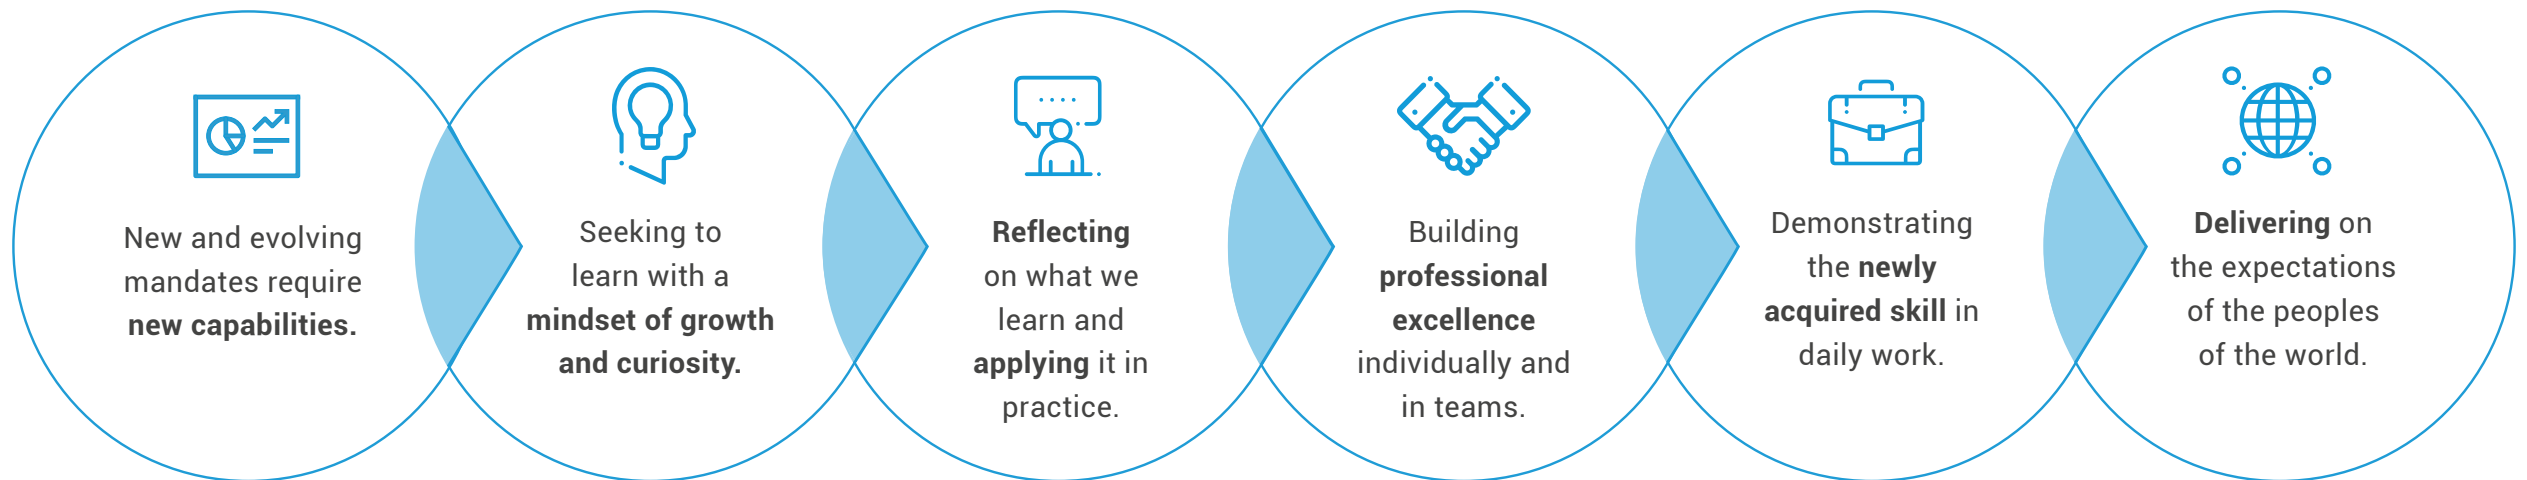 New and evolving
mandates require
new capabilities.
Seeking to
learn with a
mindset of growth
and curiosity.
Reflecting
on what we
learn and
applying it in
practice.
Building
professional
excellence
individually and
in teams.
Demonstrating
the newly
acquired skill in
daily work.
Delivering on
the expectations
of the peoples
of the world.